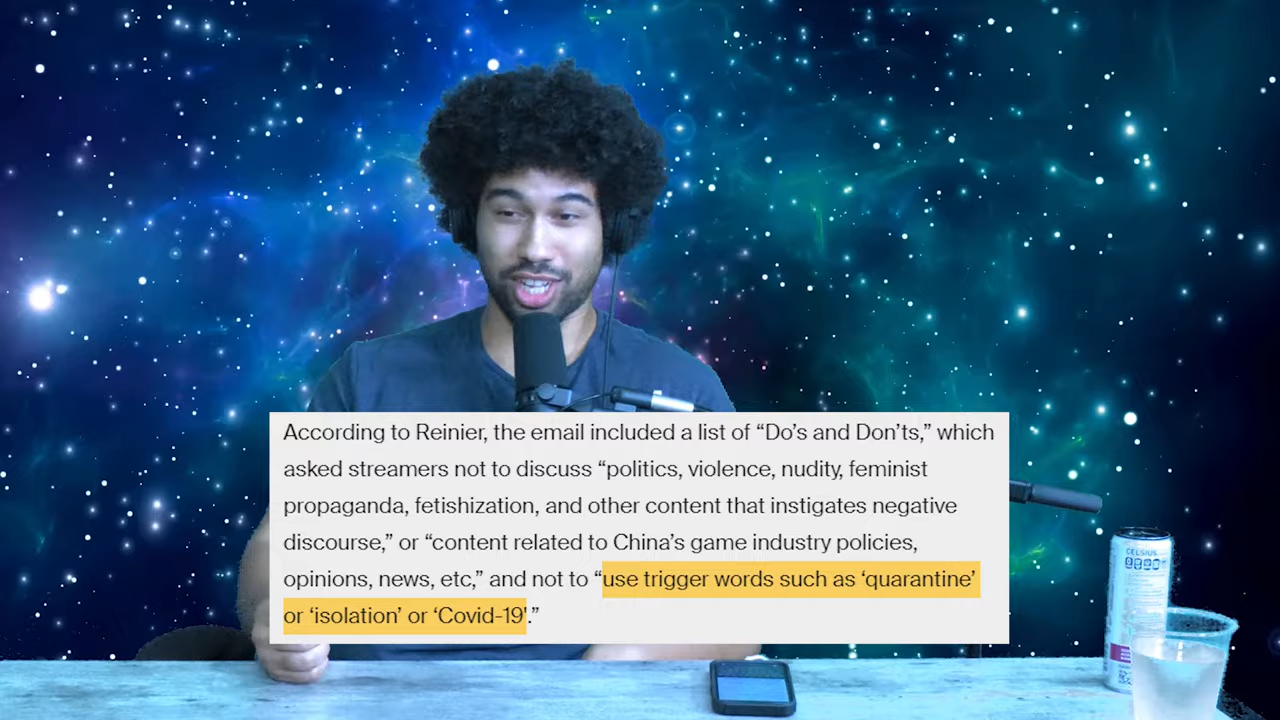 According to Reinier, the email included a list of “Do’s and Don’ts,” which
asked streamers not to discuss “politics, violence, nudity, feminist
propaganda, fetishization, and other content that instigates negative
discourse,” or “content related to China’s game industry policies,
opinions, news, etc,” and not to “use trigger words such as ‘quarantine’
or ‘isolation’ or ‘Covid-19’.”
CELSIUS